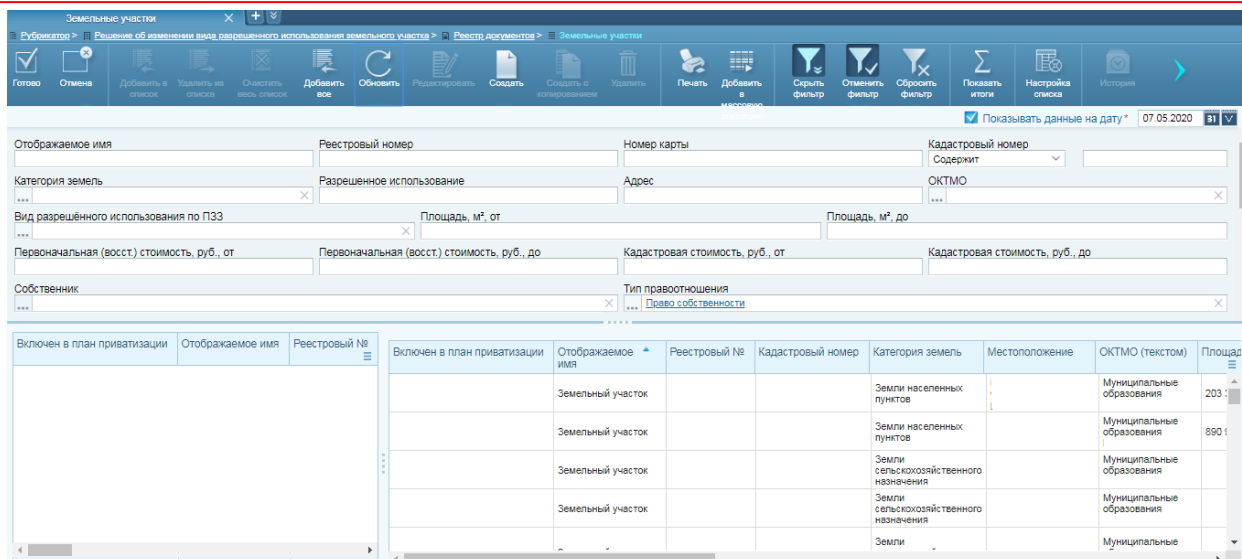 Земельные участки
Рубрикатор > Решение об изменении вида разрешенного использования земельного участка > Реестр документов > Земельные участки
Готово Отмена Добавить в список Удалить из списка Очистить весь список Добавить все Обновить Редактировать Создать Создать с копированием Удалить Печать Добавить в массовую Скрыть фильтр Отменить фильтр Сбросить фильтр Показать итоги Настройка списка История
Показывать данные на дату* 07.05.2020 31
Отображаемое имя Реестровый номер Номер карты Кадастровый номер
Содержит
Категория земель Разрешенное использование Адрес ОКТМО
...
...
Вид разрешённого использования по ПЗЗ Площадь, м², от Площадь, м², до
...
Первоначальная (восст.) стоимость, руб., от Первоначальная (восст.) стоимость, руб., до Кадастровая стоимость, руб., от Кадастровая стоимость, руб., до
Собственник Тип правоотношения
... ... Право собственности
Включен в план приватизации Отображаемое имя Реестровый №
Включен в план приватизации Отображаемое имя Реестровый № Кадастровый номер Категория земель Местоположение ОКТМО (текстом) Площад
Земельный участок Земли населенных пунктов Муниципальные образования 203
Земельный участок Земли населенных пунктов Муниципальные образования 890
Земельный участок Земли сельскохозяйственного назначения Муниципальные образования
Земельный участок Земли сельскохозяйственного назначения Муниципальные образования
Земли Муниципальные